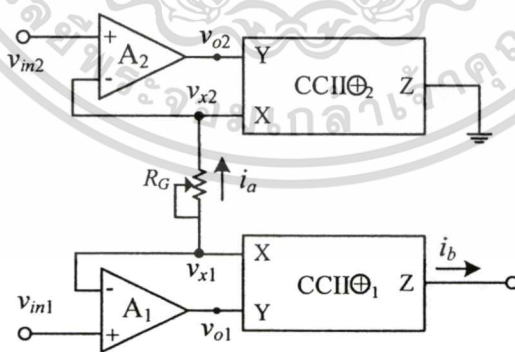 v_in2
+
A₂
-
v_o2
Y
CCII⊕₂
Z
v_x2
X
R_G
i_a
v_x1
X
CCII⊕₁
Z
i_b
-
A₁
+
v_in1
v_o1
Y